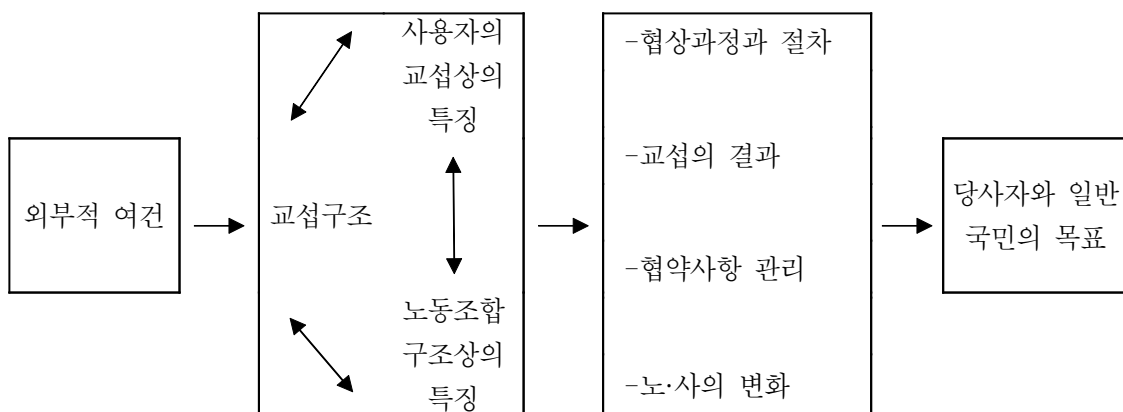 외부적 여건
사용자의
교섭상의
특징
교섭구조
노동조합
구조상의
특징
-협상과정과 절차
-교섭의 결과
-협약사항 관리
-노·사의 변화
당사자와 일반
국민의 목표